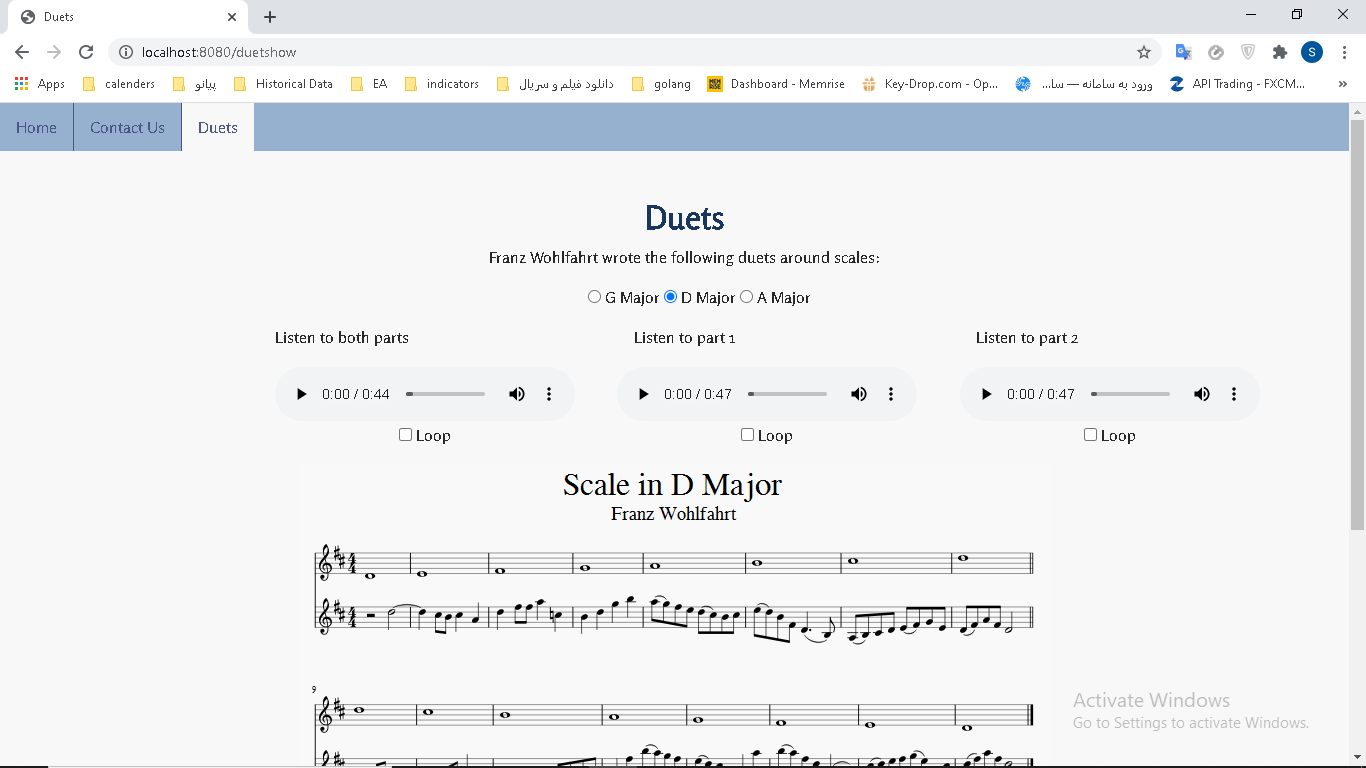 Duets
localhost:8080/duetshow
Apps calenders پیانو Historical Data EA indicators دانلود فیلم و سریال golang Dashboard - Memrise Key-Drop.com - Op... ورود به سامانه — سا... API Trading - FXCM... »
Home Contact Us Duets
Duets
Franz Wohlfahrt wrote the following duets around scales:
G Major D Major A Major
Listen to both parts Listen to part 1 Listen to part 2
0:00 / 0:44 0:00 / 0:47 0:00 / 0:47
Loop Loop Loop
Scale in D Major
Franz Wohlfahrt
4 4
4 4
9
Activate Windows
Go to Settings to activate Windows.
S